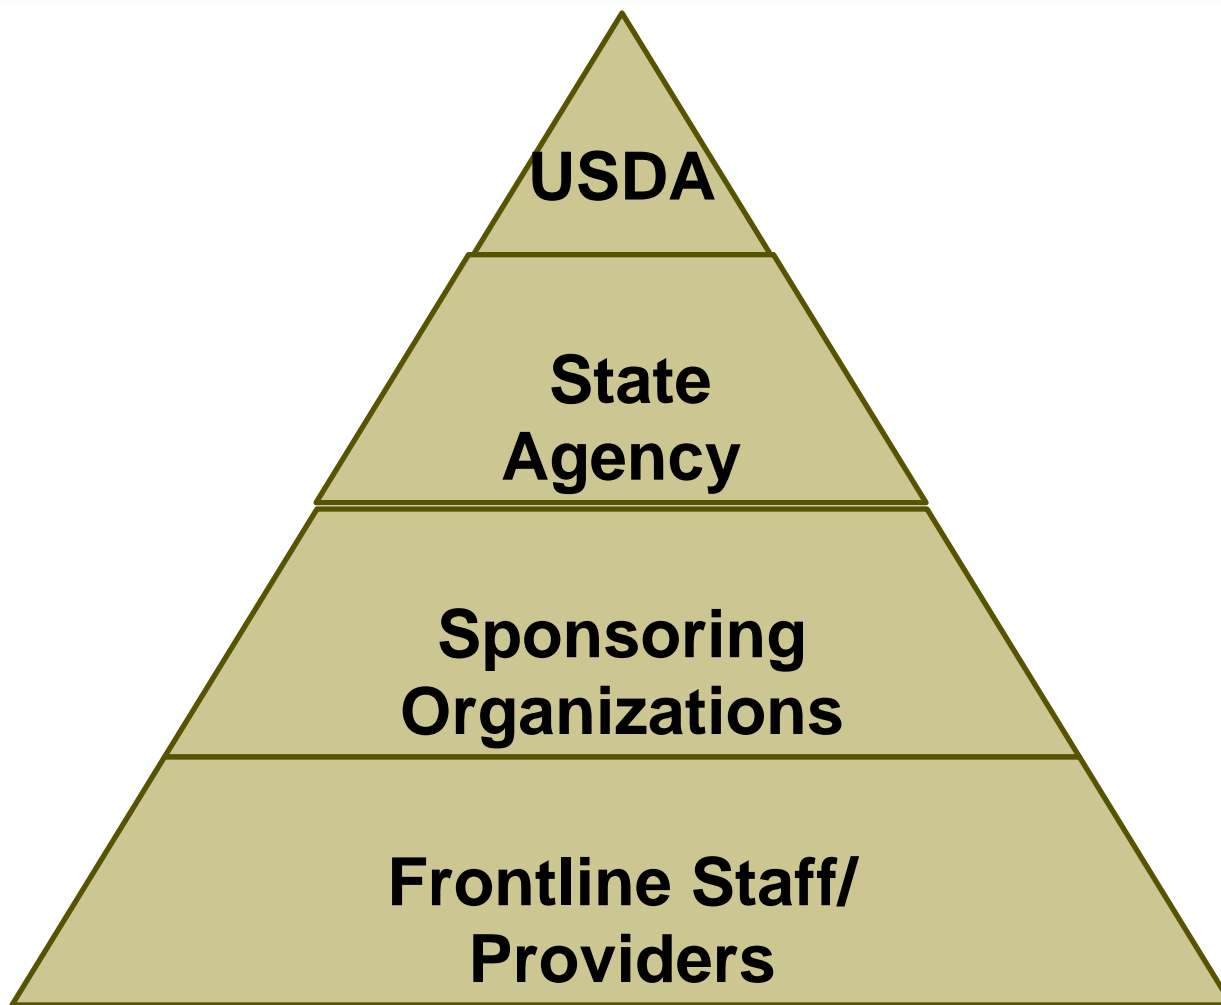 USDA
State
Agency
Sponsoring
Organizations
Frontline Staff/
Providers